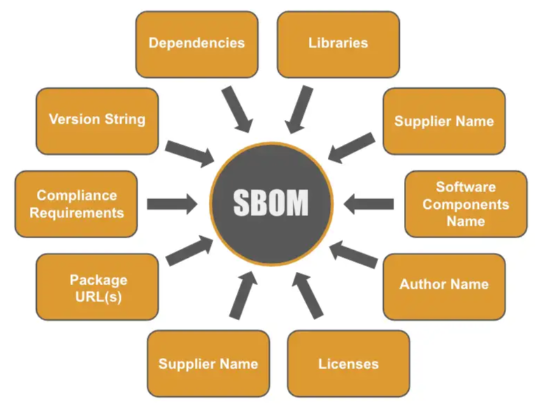 Dependencies
Libraries
Version String
Supplier Name
Compliance
Requirements
SBOM
Software
Components
Name
Package
URL(s)
Author Name
Supplier Name
Licenses